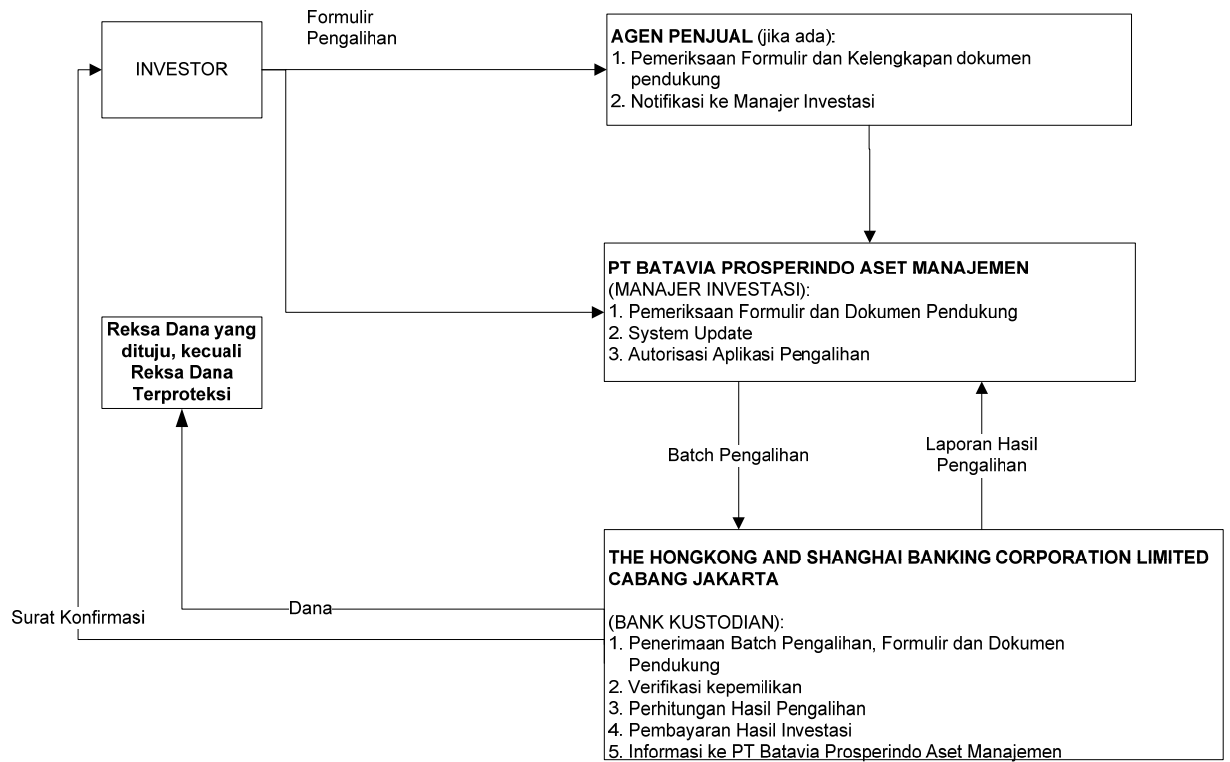 Formulir
Pengalihan
INVESTOR
AGEN PENJUAL (jika ada):
1. Pemeriksaan Formulir dan Kelengkapan dokumen
pendukung
2. Notifikasi ke Manajer Investasi
PT BATAVIA PROSPERINDO ASET MANAJEMEN
(MANAJER INVESTASI):
1. Pemeriksaan Formulir dan Dokumen Pendukung
2. System Update
3. Autorisasi Aplikasi Pengalihan
Reksa Dana yang
dituju, kecuali
Reksa Dana
Terproteksi
Batch Pengalihan
Laporan Hasil
Pengalihan
THE HONGKONG AND SHANGHAI BANKING CORPORATION LIMITED
CABANG JAKARTA
(BANK KUSTODIAN):
1. Penerimaan Batch Pengalihan, Formulir dan Dokumen
Pendukung
2. Verifikasi kepemilikan
3. Perhitungan Hasil Pengalihan
4. Pembayaran Hasil Investasi
5. Informasi ke PT Batavia Prosperindo Aset Manajemen
Dana
Surat Konfirmasi